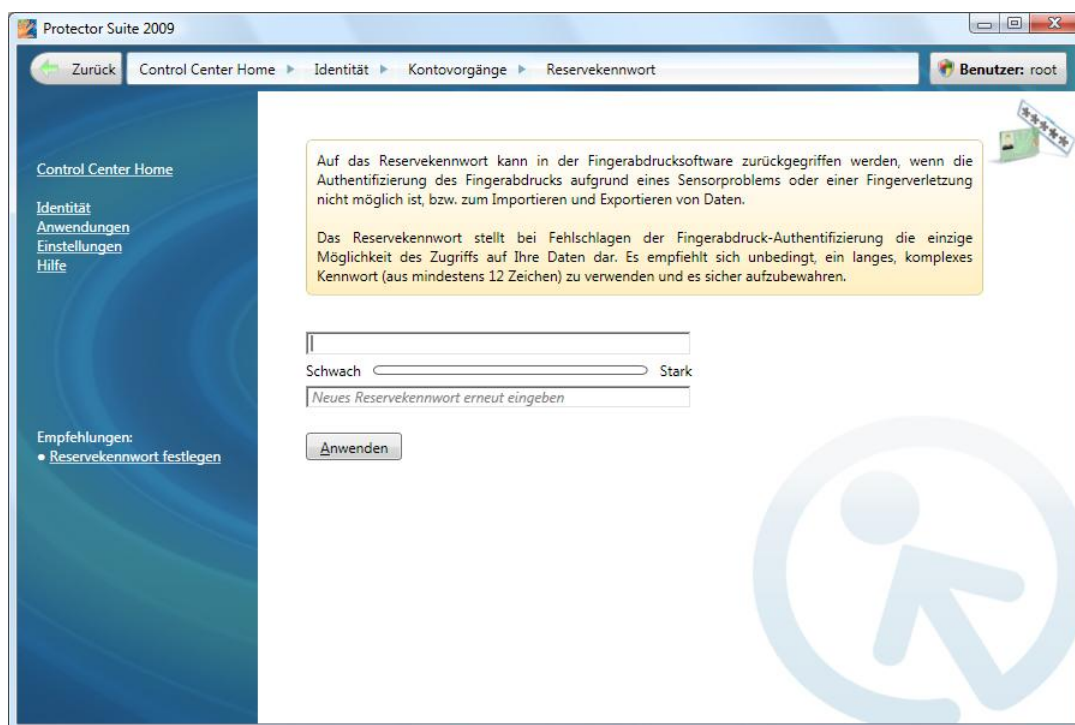 Protector Suite 2009
Zurück Control Center Home Identität Kontovorgänge Reservekennwort Benutzer: root
Control Center Home
Identität
Anwendungen
Einstellungen
Hilfe
Empfehlungen:
Reservekennwort festlegen
Auf das Reservekennwort kann in der Fingerabdrucksoftware zurückgegriffen werden, wenn die
Authentifizierung des Fingerabdrucks aufgrund eines Sensorproblems oder einer Fingerverletzung
nicht möglich ist, bzw. zum Importieren und Exportieren von Daten.
Das Reservekennwort stellt bei Fehlschlagen der Fingerabdruck-Authentifizierung die einzige
Möglichkeit des Zugriffs auf Ihre Daten dar. Es empfiehlt sich unbedingt, ein langes, komplexes
Kennwort (aus mindestens 12 Zeichen) zu verwenden und es sicher aufzubewahren.
Schwach Stark
Neues Reservekennwort erneut eingeben
Anwenden